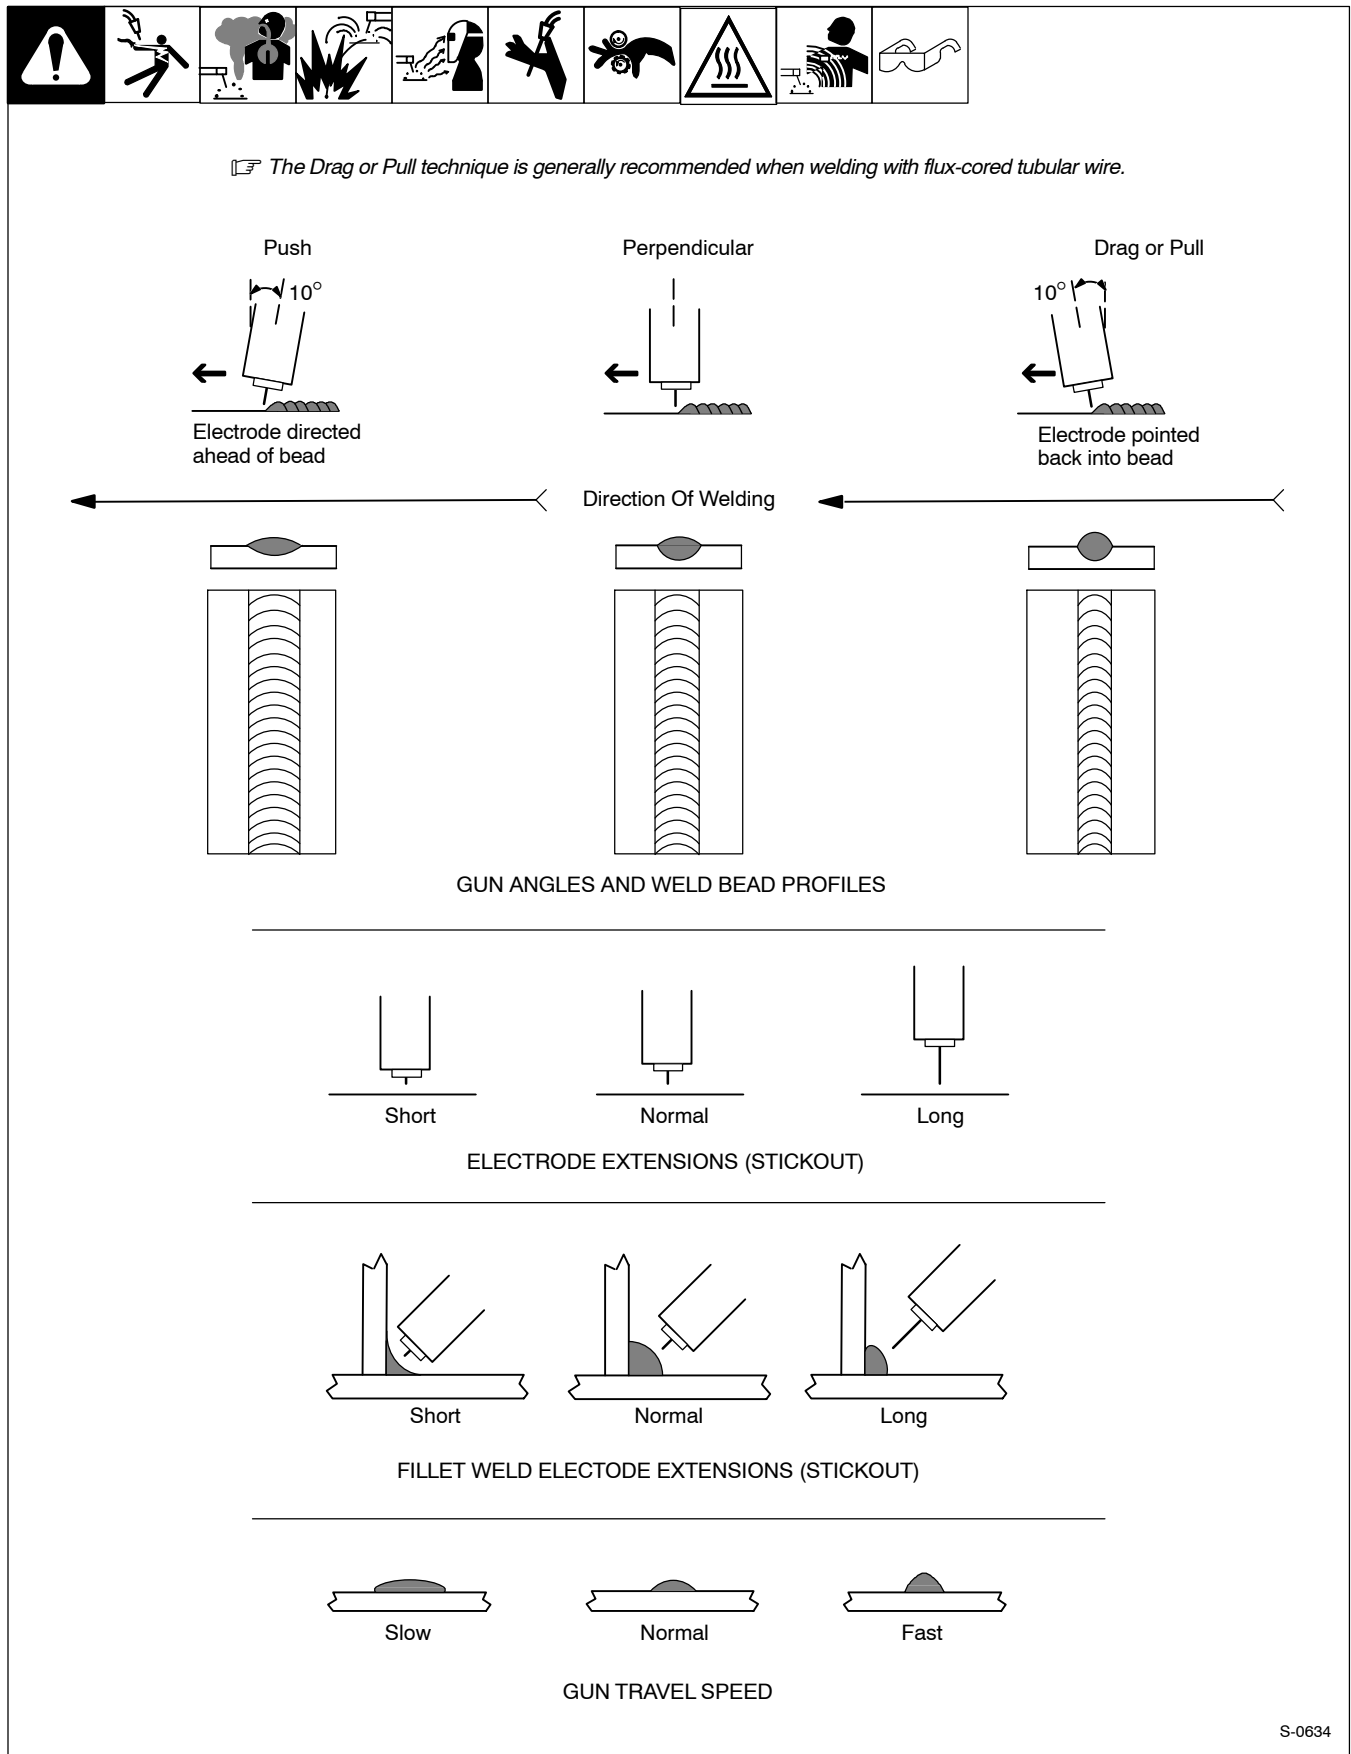 The Drag or Pull technique is generally recommended when welding with flux-cored tubular wire.
Push
Perpendicular
Drag or Pull
10°
10°
Electrode directed
ahead of bead
Electrode pointed
back into bead
Direction Of Welding
GUN ANGLES AND WELD BEAD PROFILES
Short
Normal
Long
ELECTRODE EXTENSIONS (STICKOUT)
Short
Normal
Long
FILLET WELD ELECTODE EXTENSIONS (STICKOUT)
Slow
Normal
Fast
GUN TRAVEL SPEED
S-0634